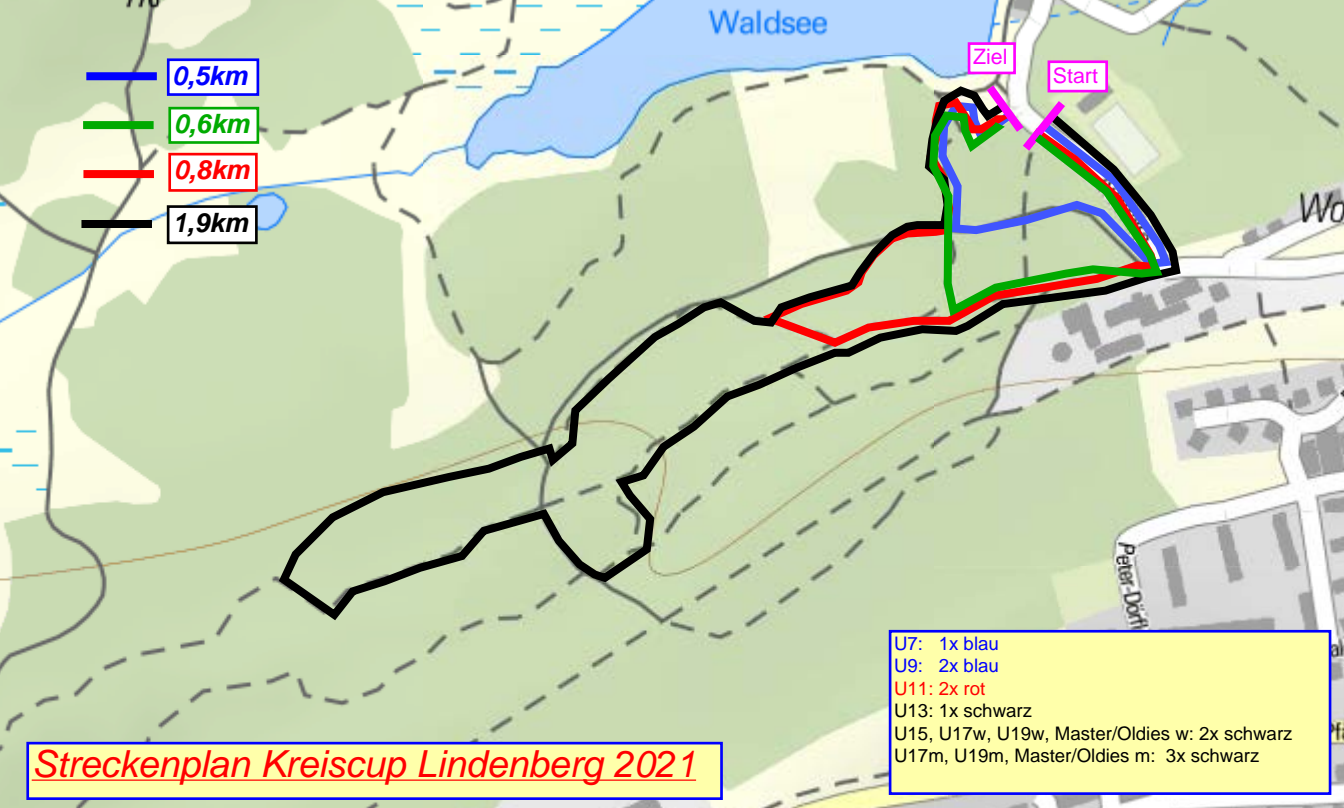 Waldsee
Ziel
Start
0,5km
0,6km
0,8km
1,9km
Peter-Dörfl
U7: 1x blau
U9: 2x blau
U11: 2x rot
U13: 1x schwarz
U15, U17w, U19w, Master/Oldies w: 2x schwarz
U17m, U19m, Master/Oldies m: 3x schwarz
Streckenplan Kreiscup Lindenberg 2021